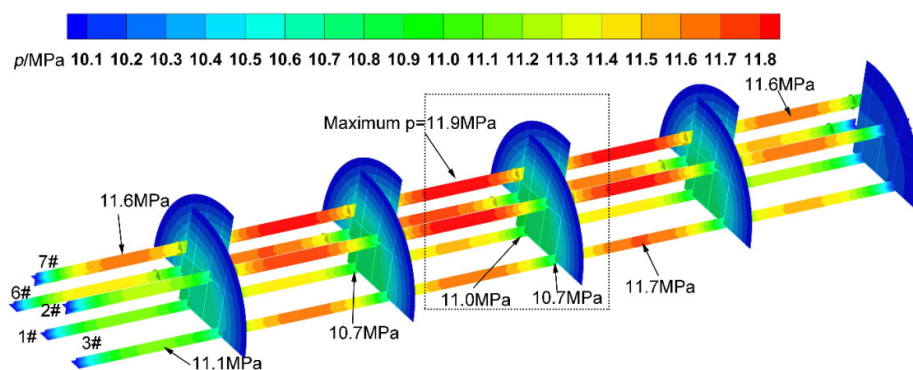 p/MPa 10.1 10.2 10.3 10.4 10.5 10.6 10.7 10.8 10.9 11.0 11.1 11.2 11.3 11.4 11.5 11.6 11.7 11.8
11.6MPa
Maximum p=11.9MPa
11.6MPa
7#
6#
2#
1#
3#
11.0MPa
10.7MPa
11.7MPa
10.7MPa
11.1MPa